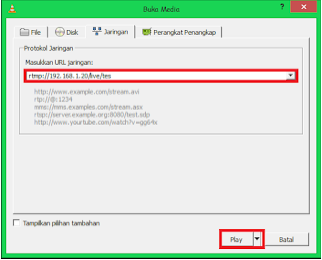 Buka Media
File Disk Jaringan Perangkat Penangkap
Protokol Jaringan
Masukkan URL jaringan:
rtmp://192.168.1.20/live/tes
http://www.example.com/stream.avi
rtp://@:1234
mms://mms.examples.com/stream.asx
rtsp://server.example.org:8080/test.sdp
http://www.yourtube.com/watch?v=gg64x
Tampilkan pilihan tambahan
Play Batal